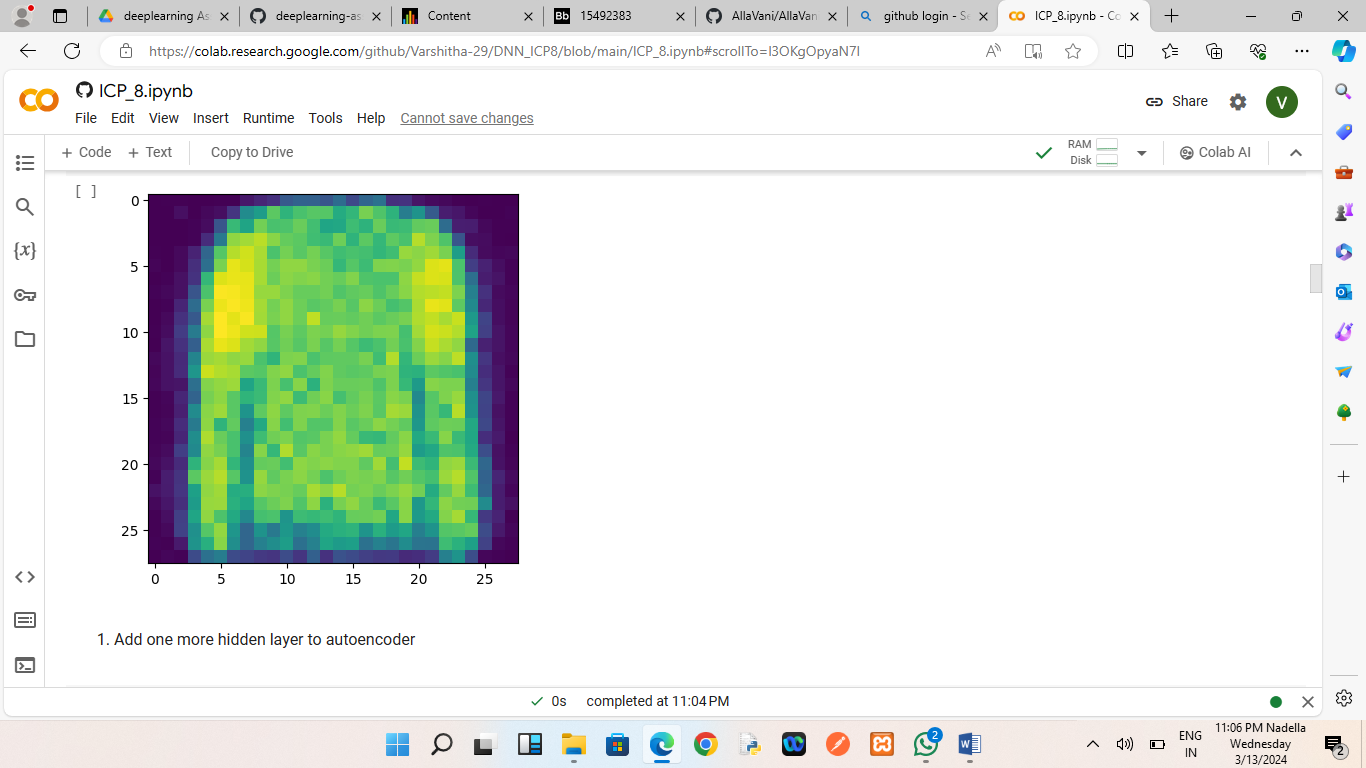 deeplearning As
deeplearning-as
Content
Bb 15492383
AllaVani/AllaVan
github login - Se
ICP_8.ipynb - Co
https://colab.research.google.com/github/Varshitha-29/DNN_ICP8/blob/main/ICP_8.ipynb#scrollTo=I3OKgOpyaN7l
ICP_8.ipynb
Share
V
File Edit View Insert Runtime Tools Help Cannot save changes
+ Code + Text Copy to Drive
RAM
Disk
Colab AI
[ ]
{x}
0
5
10
15
20
25
0 5 10 15 20 25
1. Add one more hidden layer to autoencoder
0s completed at 11:04 PM
2
ENG
IN
11:06 PM Nadella
Wednesday
3/13/2024
2